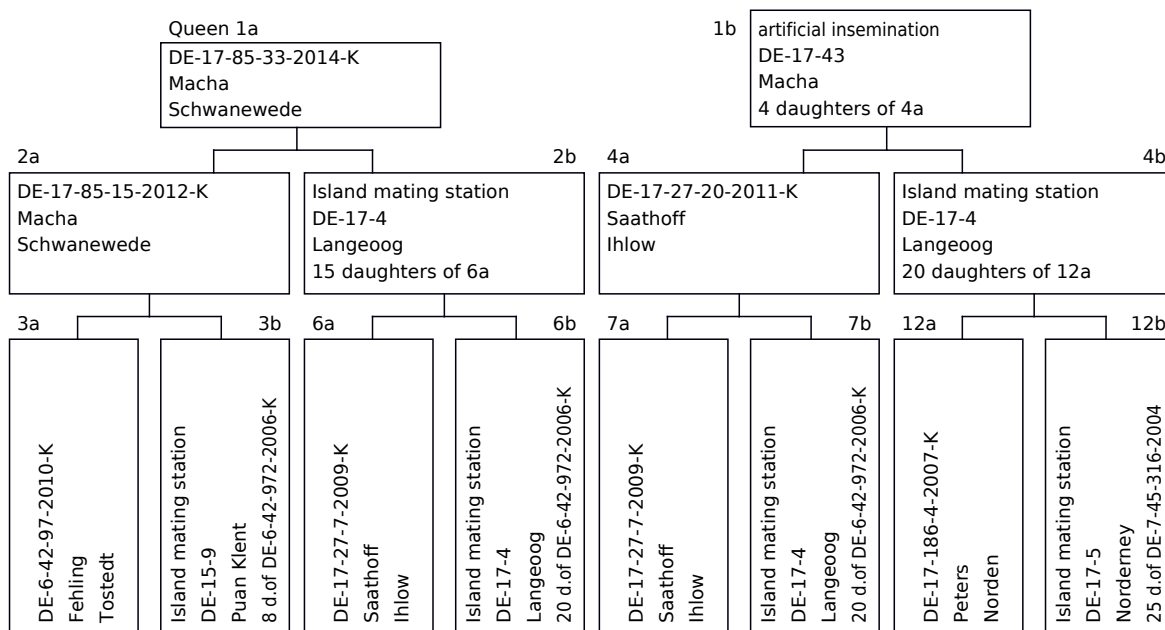 Queen 1a
DE-17-85-33-2014-K
Macha
Schwanewede
1b
artificial insemination
DE-17-43
Macha
4 daughters of 4a
2a
DE-17-85-15-2012-K
Macha
Schwanewede
2b
Island mating station
DE-17-4
Langeoog
15 daughters of 6a
4a
DE-17-27-20-2011-K
Saathoff
Ihlow
4b
Island mating station
DE-17-4
Langeoog
20 daughters of 12a
3a
DE-6-42-97-2010-K
Fehling
Tostedt
3b
Island mating station
DE-15-9
Puan Klent
8 d.of DE-6-42-972-2006-K
6a
DE-17-27-7-2009-K
Saathoff
Ihlow
6b
Island mating station
DE-17-4
Langeoog
20 d.of DE-6-42-972-2006-K
7a
DE-17-27-7-2009-K
Saathoff
Ihlow
7b
Island mating station
DE-17-4
Langeoog
20 d.of DE-6-42-972-2006-K
12a
DE-17-186-4-2007-K
Peters
Norden
12b
Island mating station
DE-17-5
Norderney
25 d.of DE-7-45-316-2004